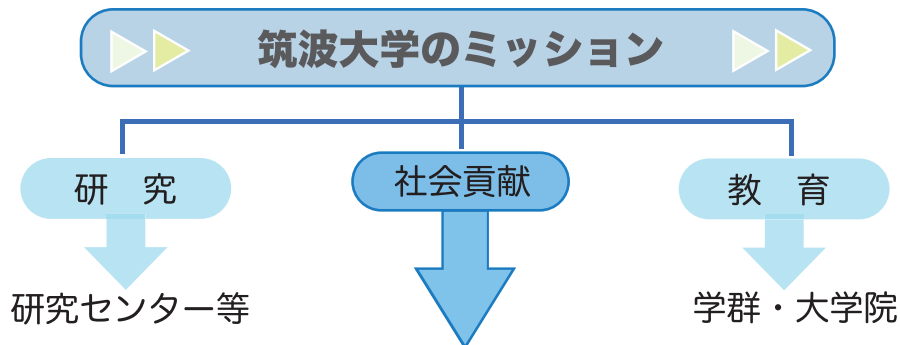 筑波大学のミッション
研　究
社会貢献
教　育
研究センター等
学群・大学院